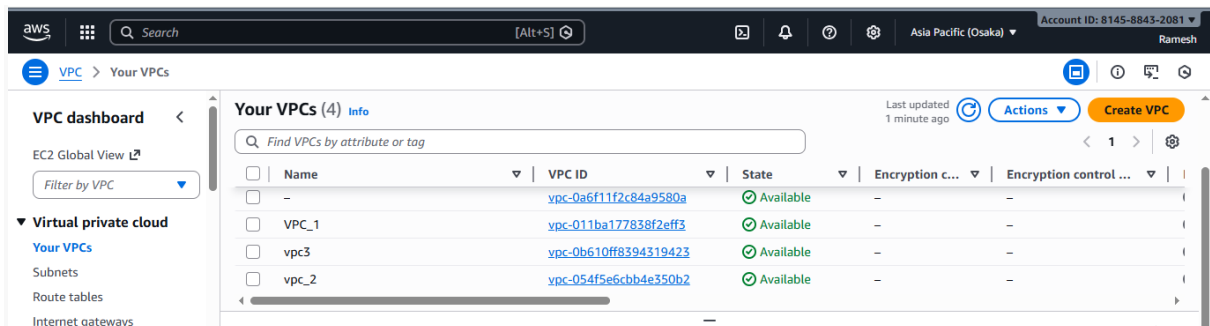 aws
Search [Alt+S]
Asia Pacific (Osaka) ▼
Account ID: 8145-8843-2081 ▼
Ramesh
VPC > Your VPCs
VPC dashboard
EC2 Global View
Filter by VPC
▼ Virtual private cloud
Your VPCs
Subnets
Route tables
Internet gateways
Your VPCs (4) Info
Last updated
1 minute ago
Actions ▼
Create VPC
Find VPCs by attribute or tag
< 1 >
Name VPC ID State Encryption c... Encryption control ...
– vpc-0a6f11f2c84a9580a Available – –
VPC_1 vpc-011ba177838f2eff3 Available – –
vpc3 vpc-0b610ff8394319423 Available – –
vpc_2 vpc-054f5e6cbb4e350b2 Available – –